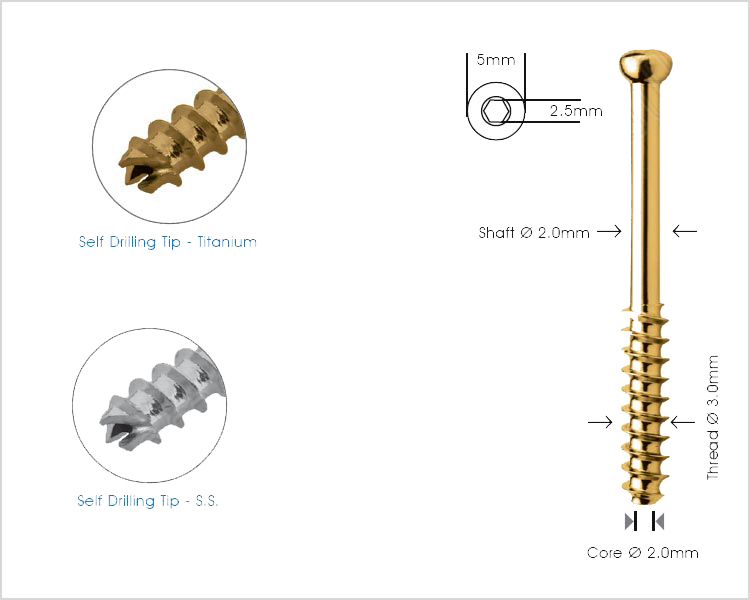 5mm
2.5mm
Self Drilling Tip - Titanium
Shaft Ø 2.0mm
Thread Ø 3.0mm
Self Drilling Tip - S.S.
Core Ø 2.0mm